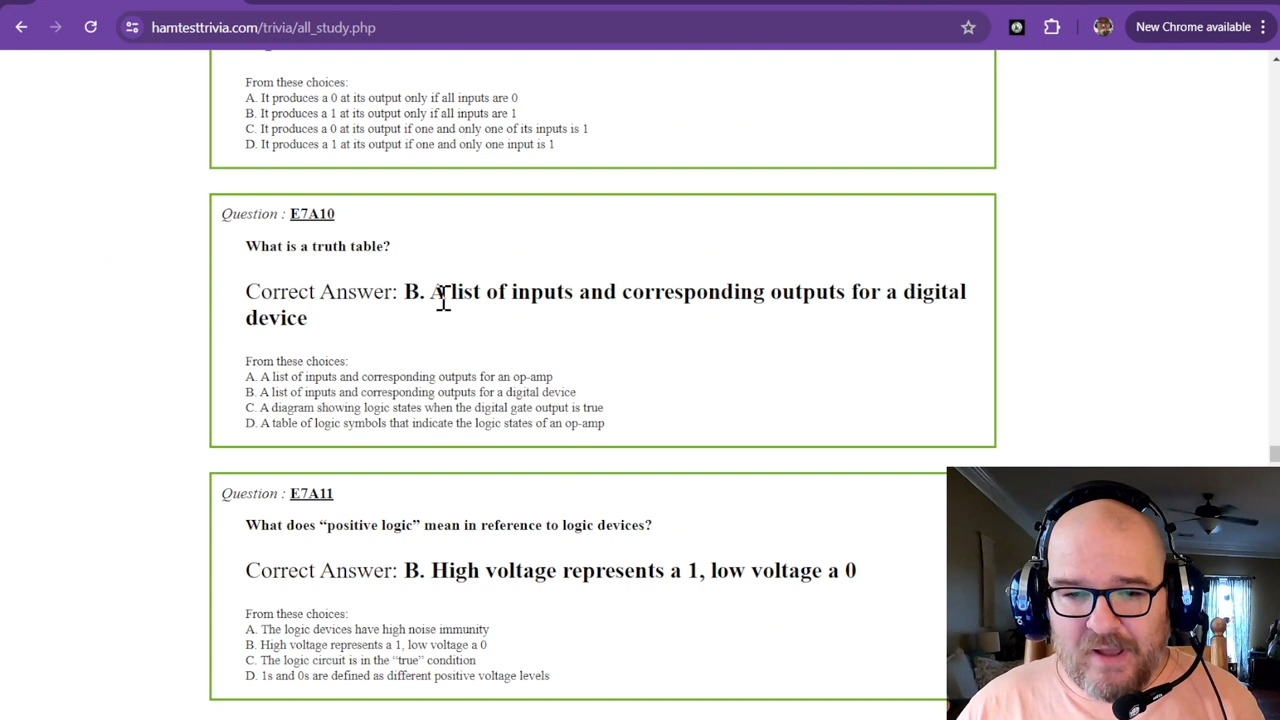 hamtesttrivia.com/trivia/all_study.php
New Chrome available
From these choices:
A. It produces a 0 at its output only if all inputs are 0
B. It produces a 1 at its output only if all inputs are 1
C. It produces a 0 at its output if one and only one of its inputs is 1
D. It produces a 1 at its output if one and only one input is 1
Question : E7A10
What is a truth table?
Correct Answer: B. A list of inputs and corresponding outputs for a digital
device
From these choices:
A. A list of inputs and corresponding outputs for an op-amp
B. A list of inputs and corresponding outputs for a digital device
C. A diagram showing logic states when the digital gate output is true
D. A table of logic symbols that indicate the logic states of an op-amp
Question : E7A11
What does “positive logic” mean in reference to logic devices?
Correct Answer: B. High voltage represents a 1, low voltage a 0
From these choices:
A. The logic devices have high noise immunity
B. High voltage represents a 1, low voltage a 0
C. The logic circuit is in the “true” condition
D. 1s and 0s are defined as different positive voltage levels